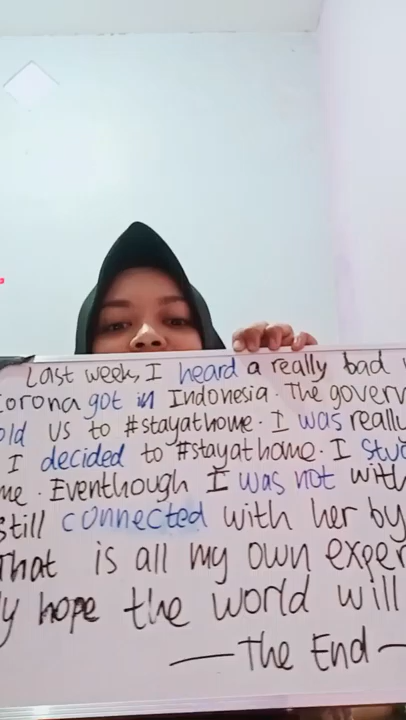 Last week, I heard a really bad
Corona got in Indonesia. The govern
old us to #stayathome. I was really
I decided to #stayathome. I stu
me. Eventhough I was not with
still connected with her by
That is all my own exper
y hope the world will
— The End —